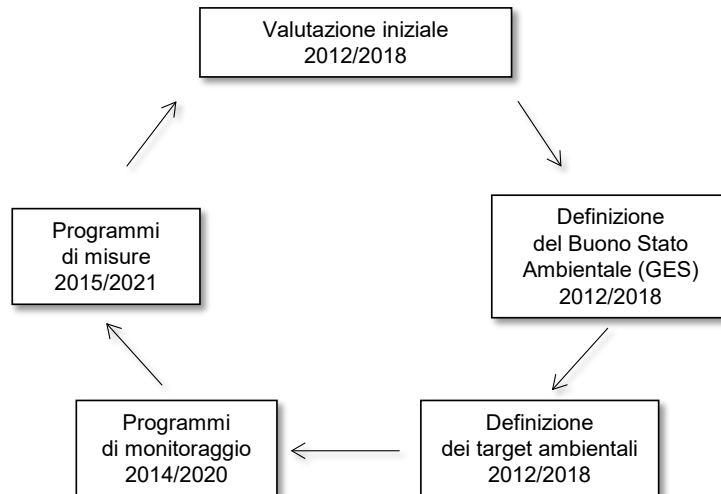 Valutazione iniziale
2012/2018
Definizione
del Buono Stato
Ambientale (GES)
2012/2018
Definizione
dei target ambientali
2012/2018
Programmi
di monitoraggio
2014/2020
Programmi
di misure
2015/2021